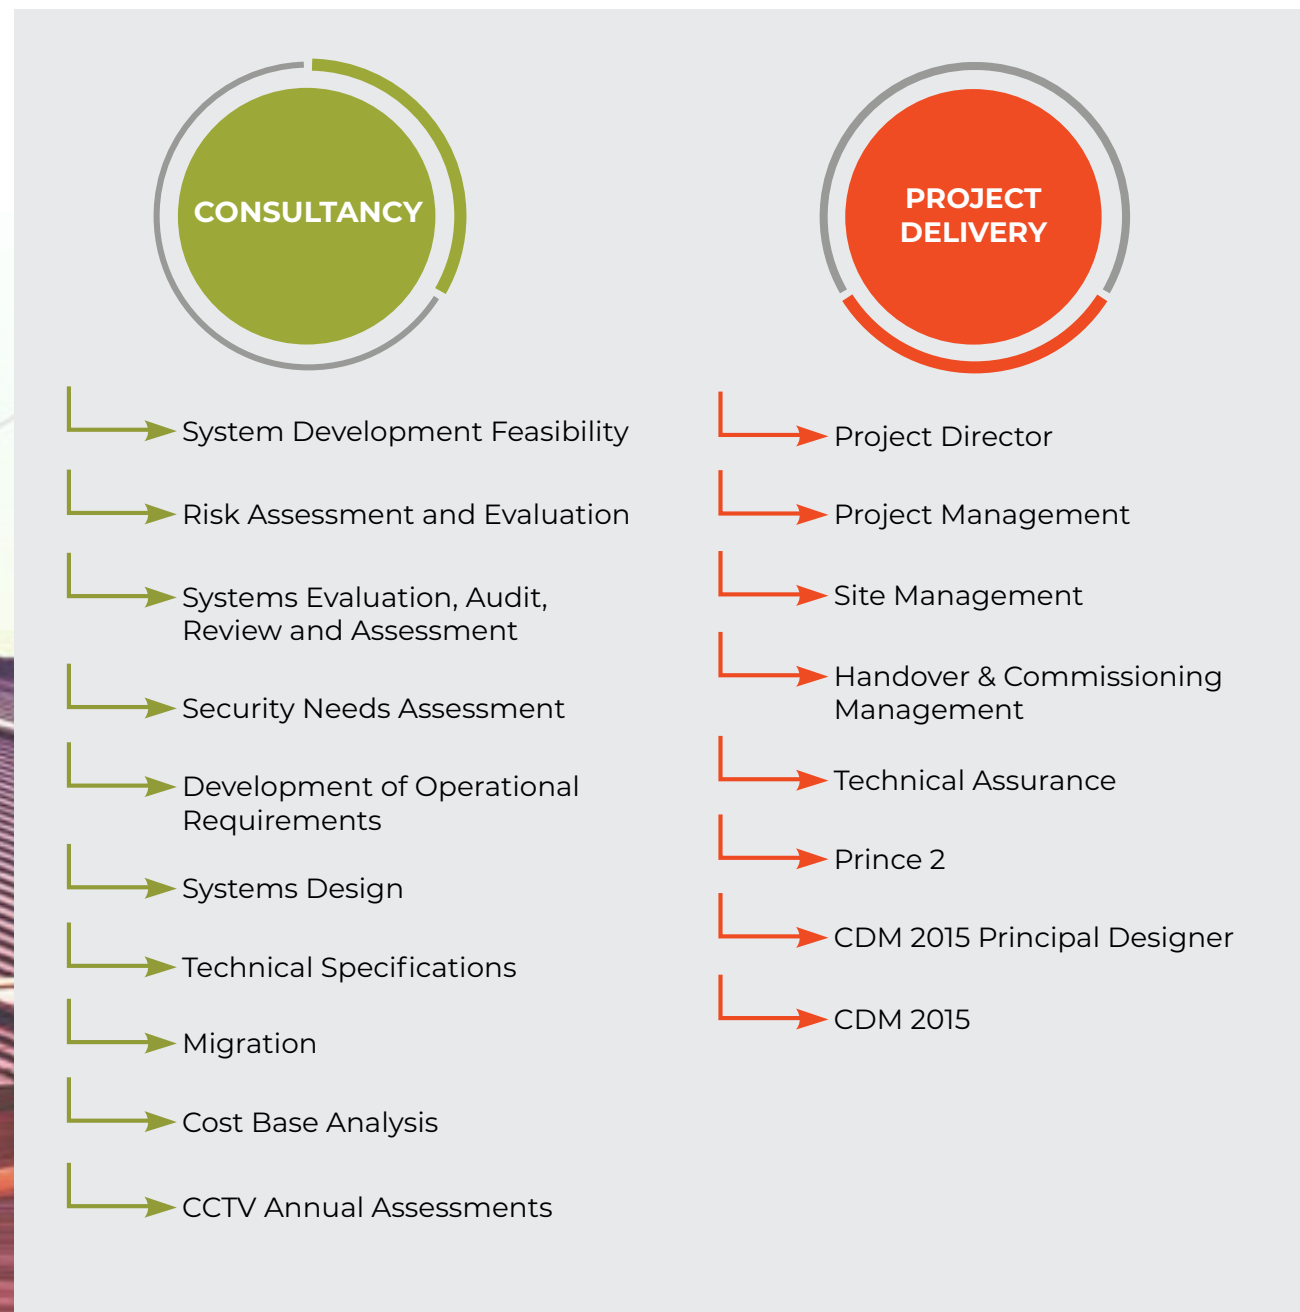 CONSULTANCY
System Development Feasibility
Risk Assessment and Evaluation
Systems Evaluation, Audit,
Review and Assessment
Security Needs Assessment
Development of Operational
Requirements
Systems Design
Technical Specifications
Migration
Cost Base Analysis
CCTV Annual Assessments
PROJECT
DELIVERY
Project Director
Project Management
Site Management
Handover & Commissioning
Management
Technical Assurance
Prince 2
CDM 2015 Principal Designer
CDM 2015